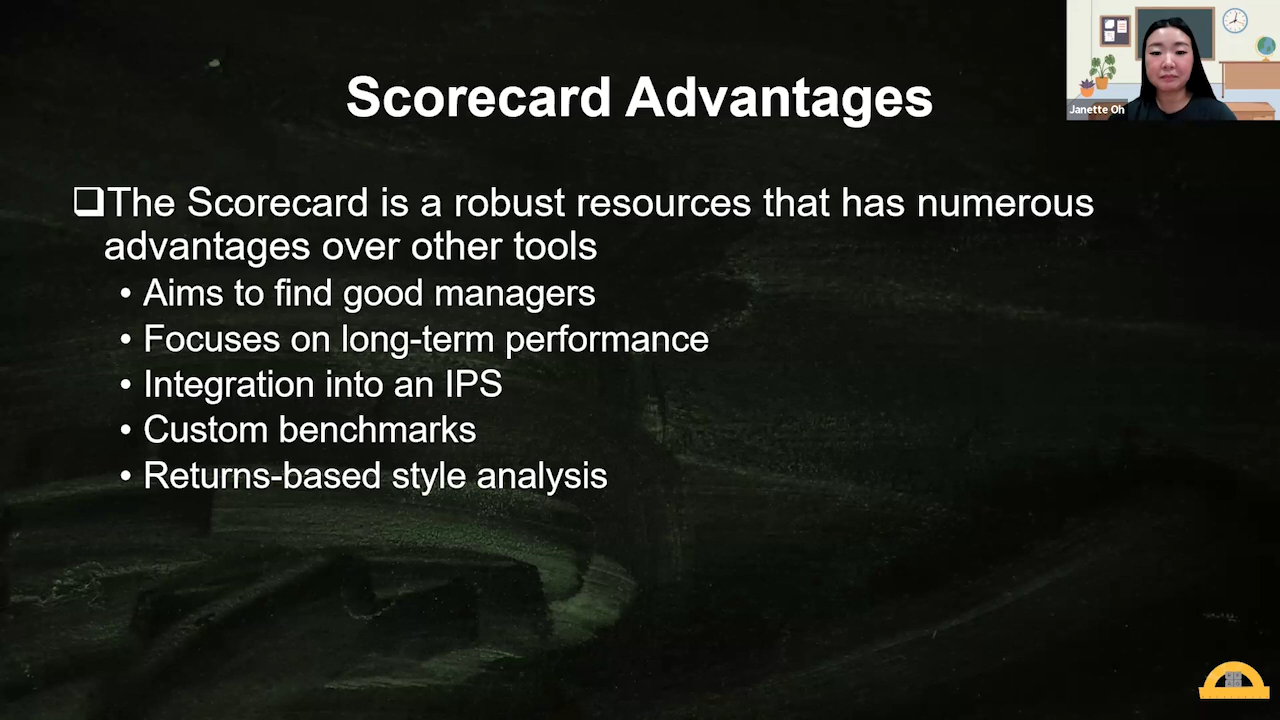 Scorecard Advantages
Janette Oh
❑The Scorecard is a robust resources that has numerous
advantages over other tools
• Aims to find good managers
• Focuses on long-term performance
• Integration into an IPS
• Custom benchmarks
• Returns-based style analysis